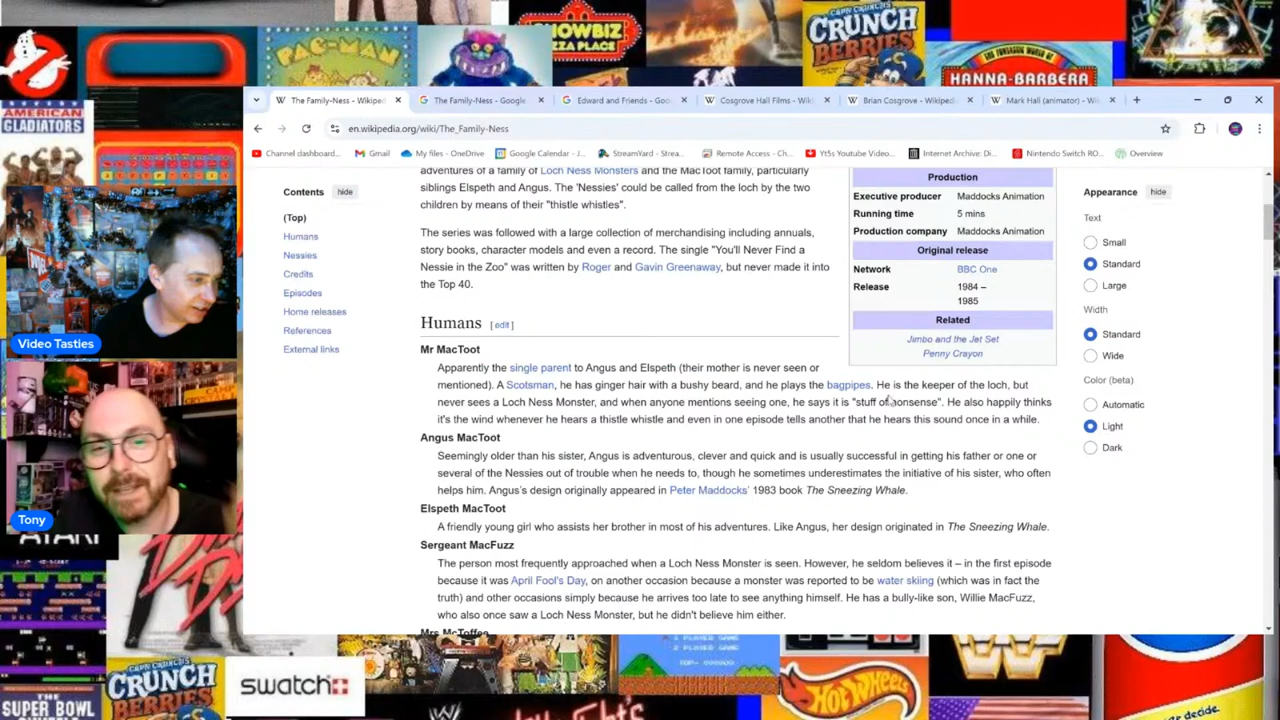 SHOWBIZ
PIZZA PLACE
CRUNCH
BERRIES
PAC-MAN
THE FUNTASTIC WORLD OF
HANNA-BARBERA
AMERICAN
GLADIATORS
The Family-Ness - Wikiped
The Family-Ness - Google
Edward and Friends - Goo
Cosgrove Hall Films - Wiki
Brian Cosgrove - Wikiped
Mark Hall (animator) - Wi
en.wikipedia.org/wiki/The_Family-Ness
Channel dashboard...
Gmail
My files - OneDrive
Google Calendar - J...
StreamYard - Strea...
Remote Access - Ch...
Yt5s Youtube Video...
Internet Archive: Di...
Nintendo Switch RO...
Overview
Contents hide
(Top)
Humans
Nessies
Credits
Episodes
Home releases
References
External links
adventures of a family of Loch Ness Monsters and the MacToot family, particularly
siblings Elspeth and Angus. The 'Nessies' could be called from the loch by the two
children by means of their "thistle whistles".
The series was followed with a large collection of merchandising including annuals,
story books, character models and even a record. The single "You'll Never Find a
Nessie in the Zoo" was written by Roger and Gavin Greenaway, but never made it into
the Top 40.
Production
Executive producer Maddocks Animation
Running time 5 mins
Production company Maddocks Animation
Original release
Network BBC One
Release 1984 –
1985
Related
Jimbo and the Jet Set
Penny Crayon
Humans [ edit ]
Mr MacToot
Apparently the single parent to Angus and Elspeth (their mother is never seen or
mentioned). A Scotsman, he has ginger hair with a bushy beard, and he plays the bagpipes. He is the keeper of the loch, but
never sees a Loch Ness Monster, and when anyone mentions seeing one, he says it is "stuff of nonsense". He also happily thinks
it's the wind whenever he hears a thistle whistle and even in one episode tells another that he hears this sound once in a while.
Angus MacToot
Seemingly older than his sister, Angus is adventurous, clever and quick and is usually successful in getting his father or one or
several of the Nessies out of trouble when he needs to, though he sometimes underestimates the initiative of his sister, who often
helps him. Angus's design originally appeared in Peter Maddocks' 1983 book The Sneezing Whale.
Elspeth MacToot
A friendly young girl who assists her brother in most of his adventures. Like Angus, her design originated in The Sneezing Whale.
Sergeant MacFuzz
The person most frequently approached when a Loch Ness Monster is seen. However, he seldom believes it – in the first episode
because it was April Fool's Day, on another occasion because a monster was reported to be water skiing (which was in fact the
truth) and other occasions simply because he arrives too late to see anything himself. He has a bully-like son, Willie MacFuzz,
who also once saw a Loch Ness Monster, but he didn't believe him either.
Mrs McToffee
Appearance hide
Text
Small
Standard
Large
Width
Standard
Wide
Color (beta)
Automatic
Light
Dark
Video Tasties
Tony
ATARI
CAP'N CRUNCH'S
CRUNCH
BERRIES
swatch
THE
SUPER BOWL
HOT WHEELS
decide.